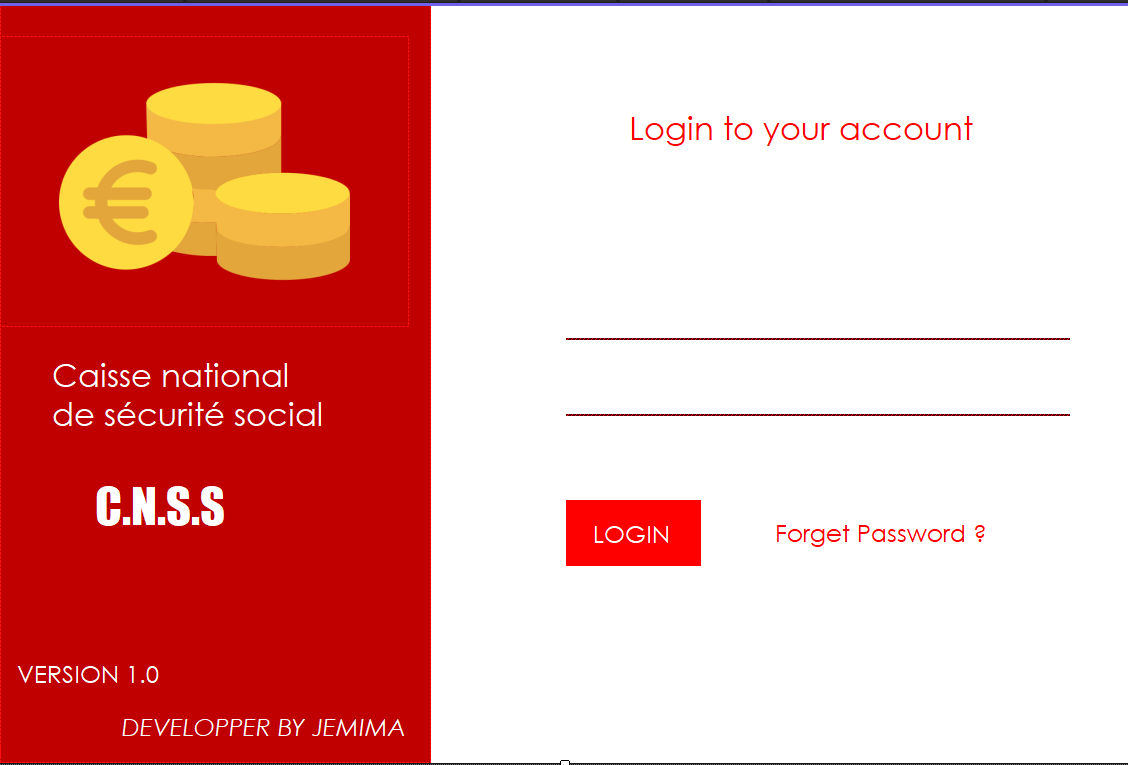 Caisse national
de sécurité social
C.N.S.S
VERSION 1.0
DEVELOPPER BY JEMIMA
Login to your account
LOGIN
Forget Password ?